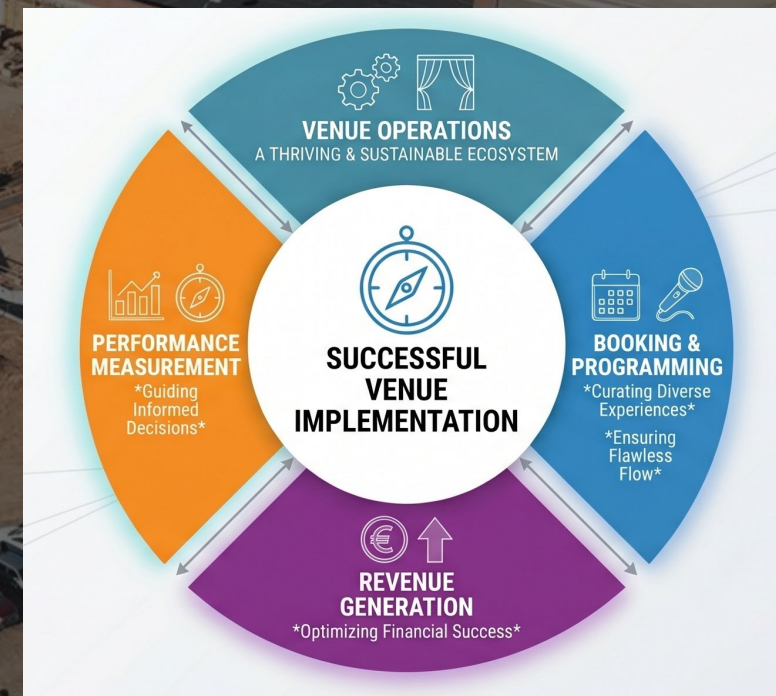 VENUE OPERATIONS
A THRIVING & SUSTAINABLE ECOSYSTEM
PERFORMANCE
MEASUREMENT
*Guiding
Informed
Decisions*
SUCCESSFUL
VENUE
IMPLEMENTATION
BOOKING &
PROGRAMMING
*Curating Diverse
Experiences*
*Ensuring
Flawless
Flow*
€
REVENUE
GENERATION
*Optimizing Financial Success*